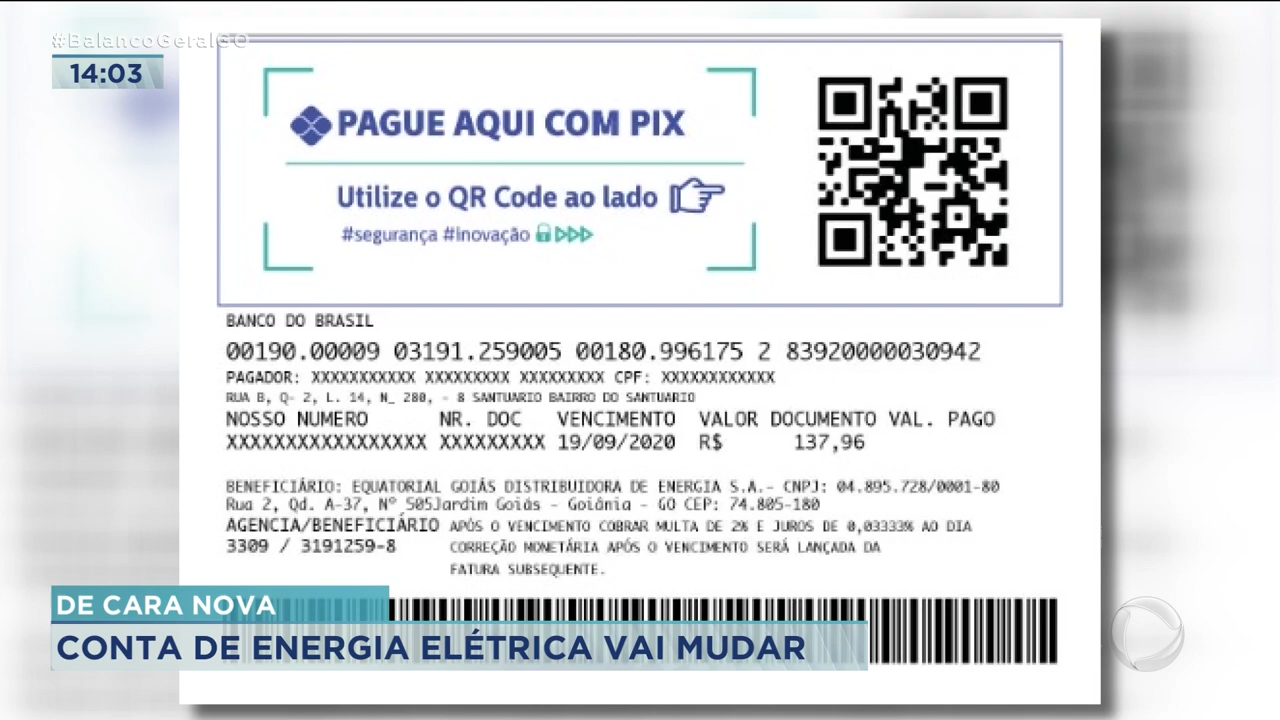 #BalancoGeralGO
14:03
PAGUE AQUI COM PIX
Utilize o QR Code ao lado
#segurança #inovação
BANCO DO BRASIL
00190.00009 03191.259005 00180.996175 2 83920000030942
PAGADOR: XXXXXXXXXXX XXXXXXXXX XXXXXXXXX CPF: XXXXXXXXXXXX
RUA B, Q- 2, L. 14, N_ 280, - 8 SANTUARIO BAIRRO DO SANTUARIO
NOSSO NUMERO NR. DOC VENCIMENTO VALOR DOCUMENTO VAL. PAGO
XXXXXXXXXXXXXXXXX XXXXXXXXX 19/09/2020 R$ 137,96
BENEFICIÁRIO: EQUATORIAL GOIÁS DISTRIBUIDORA DE ENERGIA S.A.- CNPJ: 04.895.728/0001-80
Rua 2, Qd. A-37, Nº 505Jardim Goiás - Goiânia - GO CEP: 74.805-180
AGENCIA/BENEFICIÁRIO APÓS O VENCIMENTO COBRAR MULTA DE 2% E JUROS DE 0,03333% AO DIA
3309 / 3191259-8 CORREÇÃO MONETÁRIA APÓS O VENCIMENTO SERÁ LANÇADA DA
FATURA SUBSEQUENTE.
DE CARA NOVA
CONTA DE ENERGIA ELÉTRICA VAI MUDAR